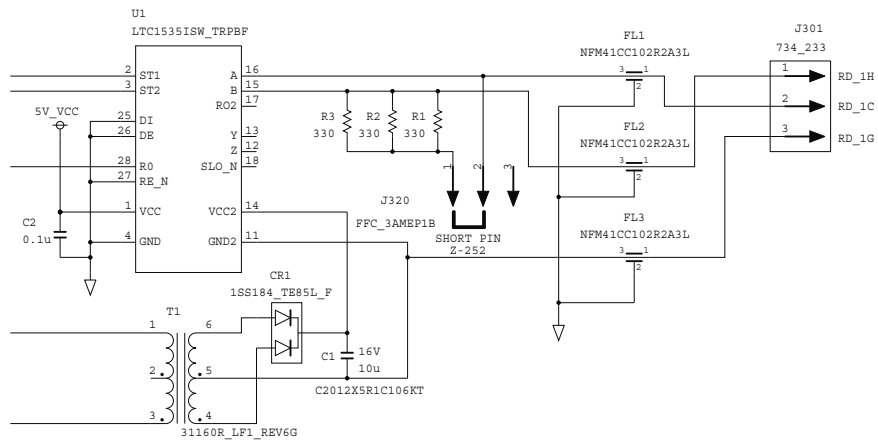 U1
LTC1535ISW_TRPBF
2 ST1
3 ST2
25 DI
26 DE
28 R0
27 RE_N
1 VCC
4 GND
A 16
B 15
RO2 17
Y 13
Z 12
SLO_N 18
VCC2 14
GND2 11
5V_VCC
C2
0.1u
R3
330
R2
330
R1
330
1
2
3
J320
FFC_3AMEP1B
SHORT PIN
Z-252
FL1
NFM41CC102R2A3L
3 1
2
FL2
NFM41CC102R2A3L
3 1
2
FL3
NFM41CC102R2A3L
3 1
2
J301
734_233
1 RD_1H
2 RD_1C
3 RD_1G
CR1
1SS184_TE85L_F
T1
1
2
3
6
5
4
31160R_LF1_REV6G
C1
16V
10u
C2012X5R1C106KT